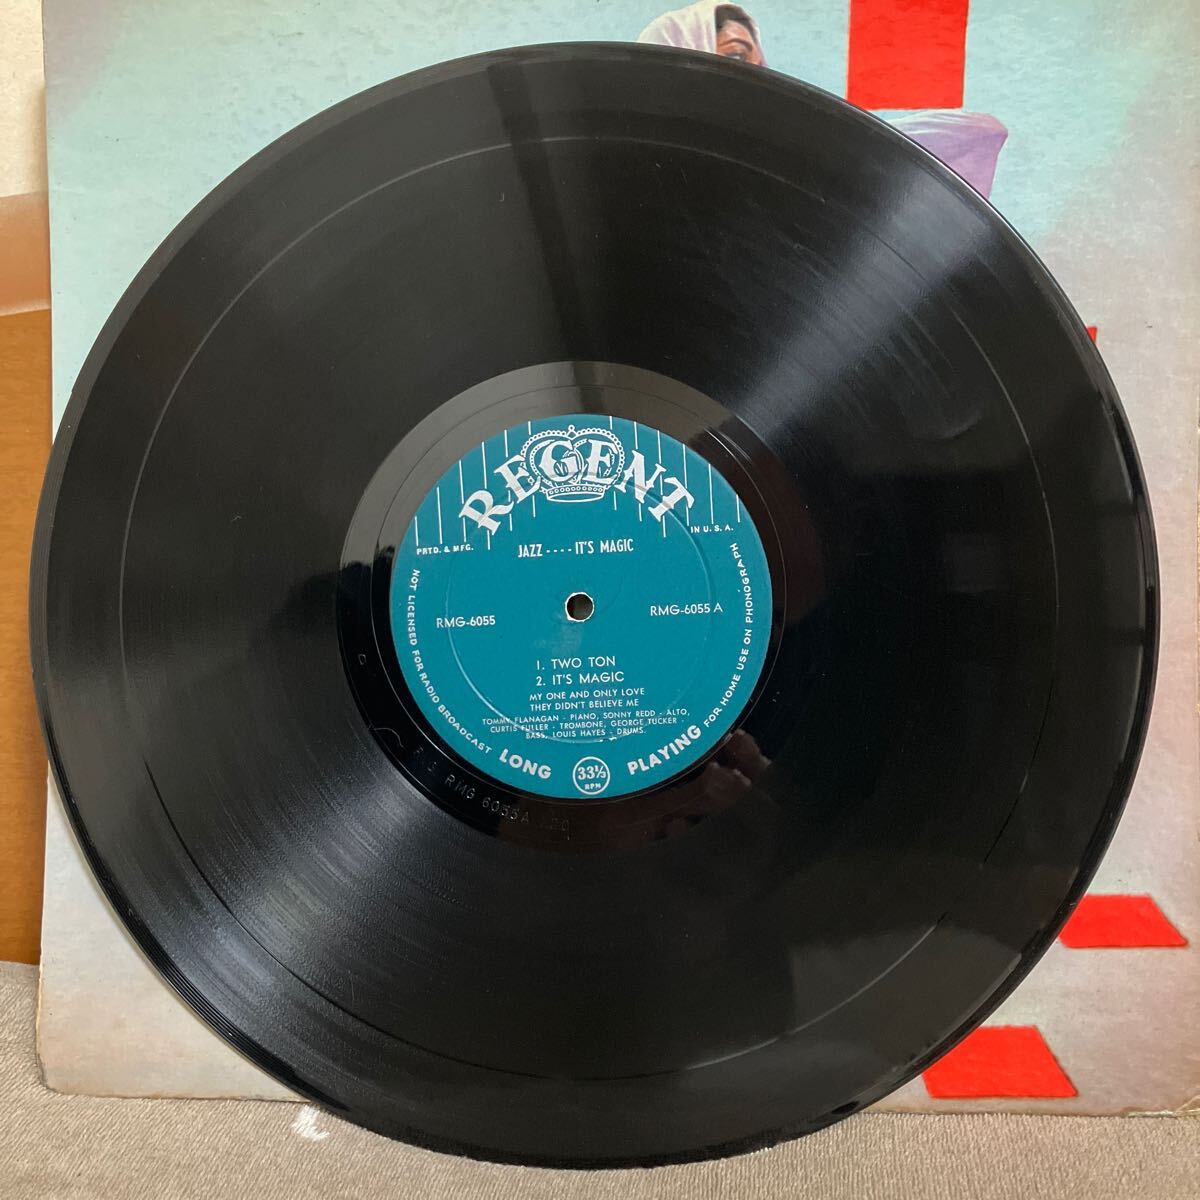 REGENT
PRTD. & MFG.
IN U. S. A.
JAZZ ---- IT'S MAGIC
RMG-6055
RMG-6055 A
1. TWO TON
2. IT'S MAGIC
MY ONE AND ONLY LOVE
THEY DIDN'T BELIEVE ME
TOMMY FLANAGAN - PIANO, SONNY REDD - ALTO,
CURTIS FULLER - TROMBONE, GEORGE TUCKER -
BASS, LOUIS HAYES - DRUMS.
NOT LICENSED FOR RADIO BROADCAST
LONG
33⅓
RPM
PLAYING
FOR HOME USE ON PHONOGRAPH
RMG 6055A